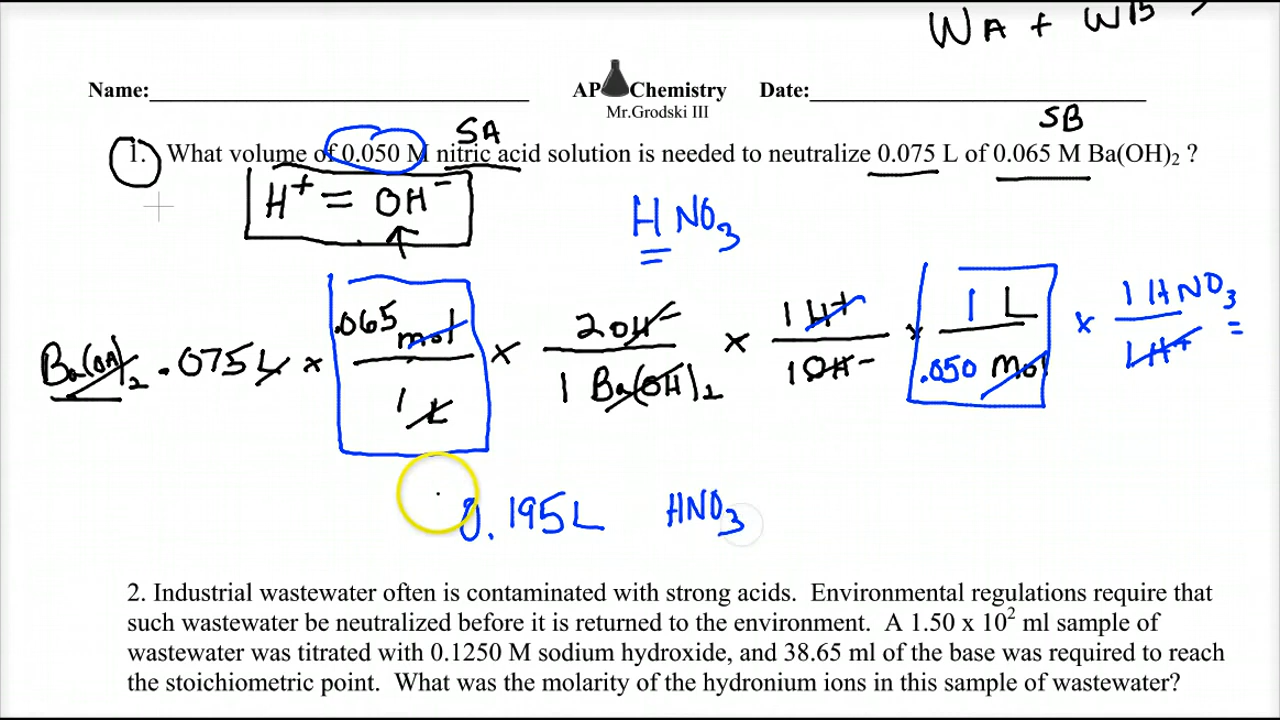 WA + WB
Name:____ AP Chemistry Date:____
Mr.Grodski III
SA SB
1. What volume of 0.050 M nitric acid solution is needed to neutralize 0.075 L of 0.065 M Ba(OH)₂ ?
H⁺ = OH⁻
HNO₃
Ba(OH)₂ .075L x .065 mol / 1 L x 2OH⁻ / 1 Ba(OH)₂ x 1 H⁺ / 1 OH⁻ x 1 L / .050 mol x 1 HNO₃ / 1 H⁺ =
0.195L HNO₃
2. Industrial wastewater often is contaminated with strong acids. Environmental regulations require that
such wastewater be neutralized before it is returned to the environment. A 1.50 x 10² ml sample of
wastewater was titrated with 0.1250 M sodium hydroxide, and 38.65 ml of the base was required to reach
the stoichiometric point. What was the molarity of the hydronium ions in this sample of wastewater?